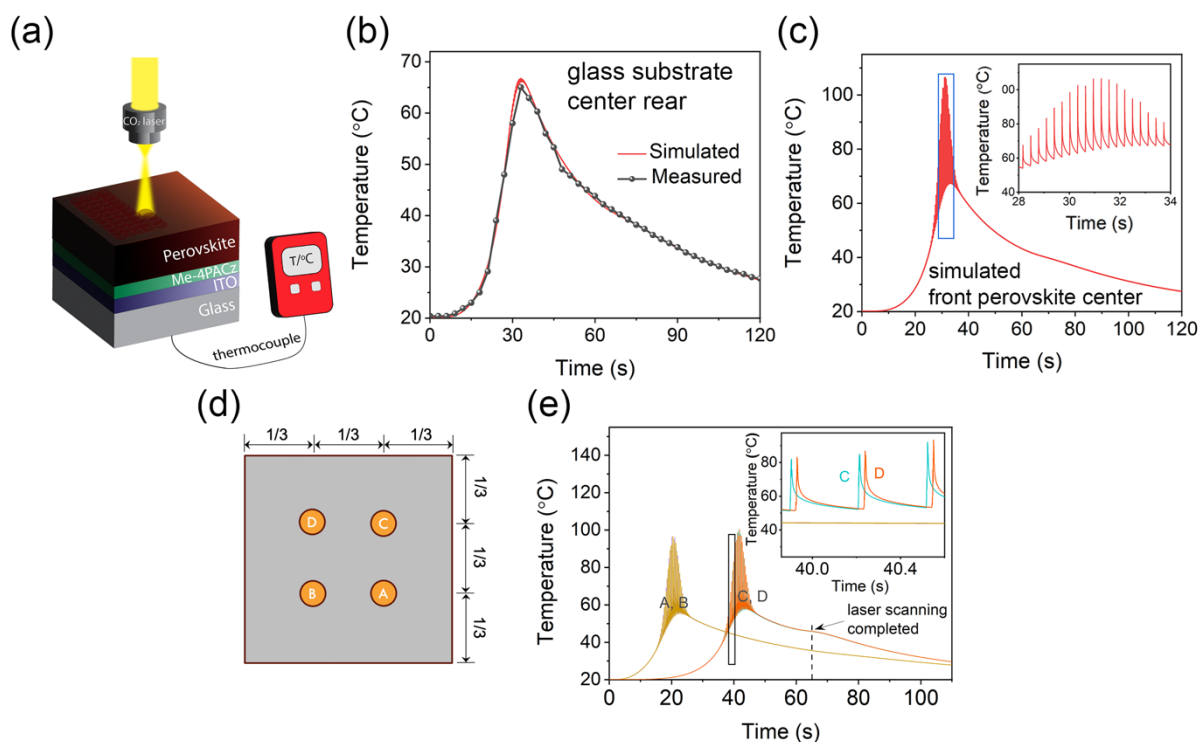 (a)
CO₂ laser
Perovskite
Me-4PACz
ITO
Glass
T/°C
thermocouple
(b)
glass substrate
center rear
Simulated
Measured
Temperature (°C)
70
60
50
40
30
20
0 30 60 90 120
Time (s)
(c)
simulated
front perovskite center
Temperature (°C)
100
80
60
40
20
0 20 40 60 80 100 120
Time (s)
Temperature (°C)
00
80
60
40
28 29 30 31 32 33 34
Time (s)
(d)
1/3 1/3 1/3
1/3
1/3
1/3
D C
B A
(e)
Temperature (°C)
140
120
100
80
60
40
20
0 20 40 60 80 100
Time (s)
A, B
C, D
laser scanning
completed
Temperature (°C)
80
60
40
40.0 40.4
Time (s)
C D